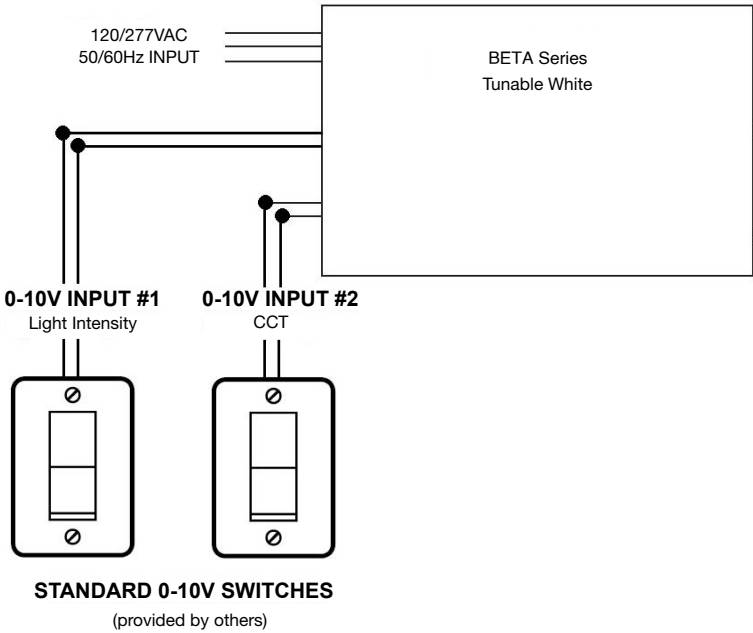 120/277VAC
50/60Hz INPUT
BETA Series
Tunable White
0-10V INPUT #1
Light Intensity
0-10V INPUT #2
CCT
STANDARD 0-10V SWITCHES
(provided by others)